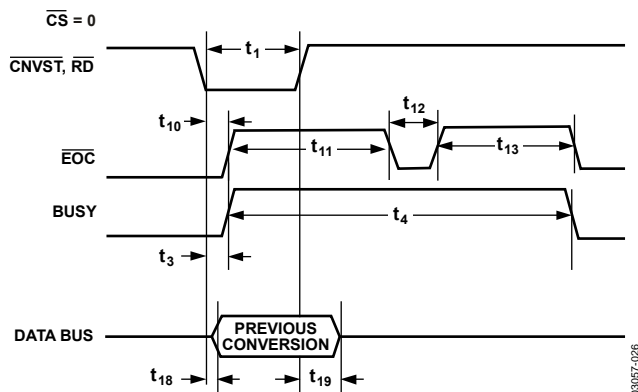 CS = 0
CNVST, RD
t1
t10
t12
EOC
t11
t13
BUSY
t4
t3
DATA BUS
PREVIOUS
CONVERSION
t18
t19
03057-026